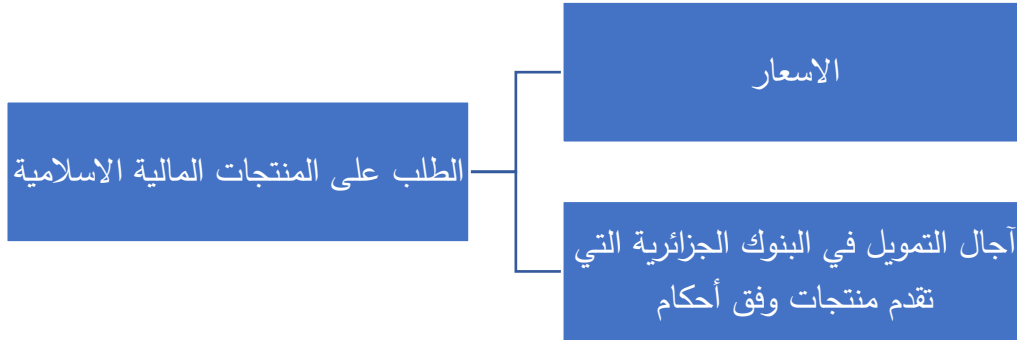 الاسعار
الطلب على المنتجات المالية الاسلامية
آجال التمويل في البنوك الجزائرية التي
تقدم منتجات وفق أحكام